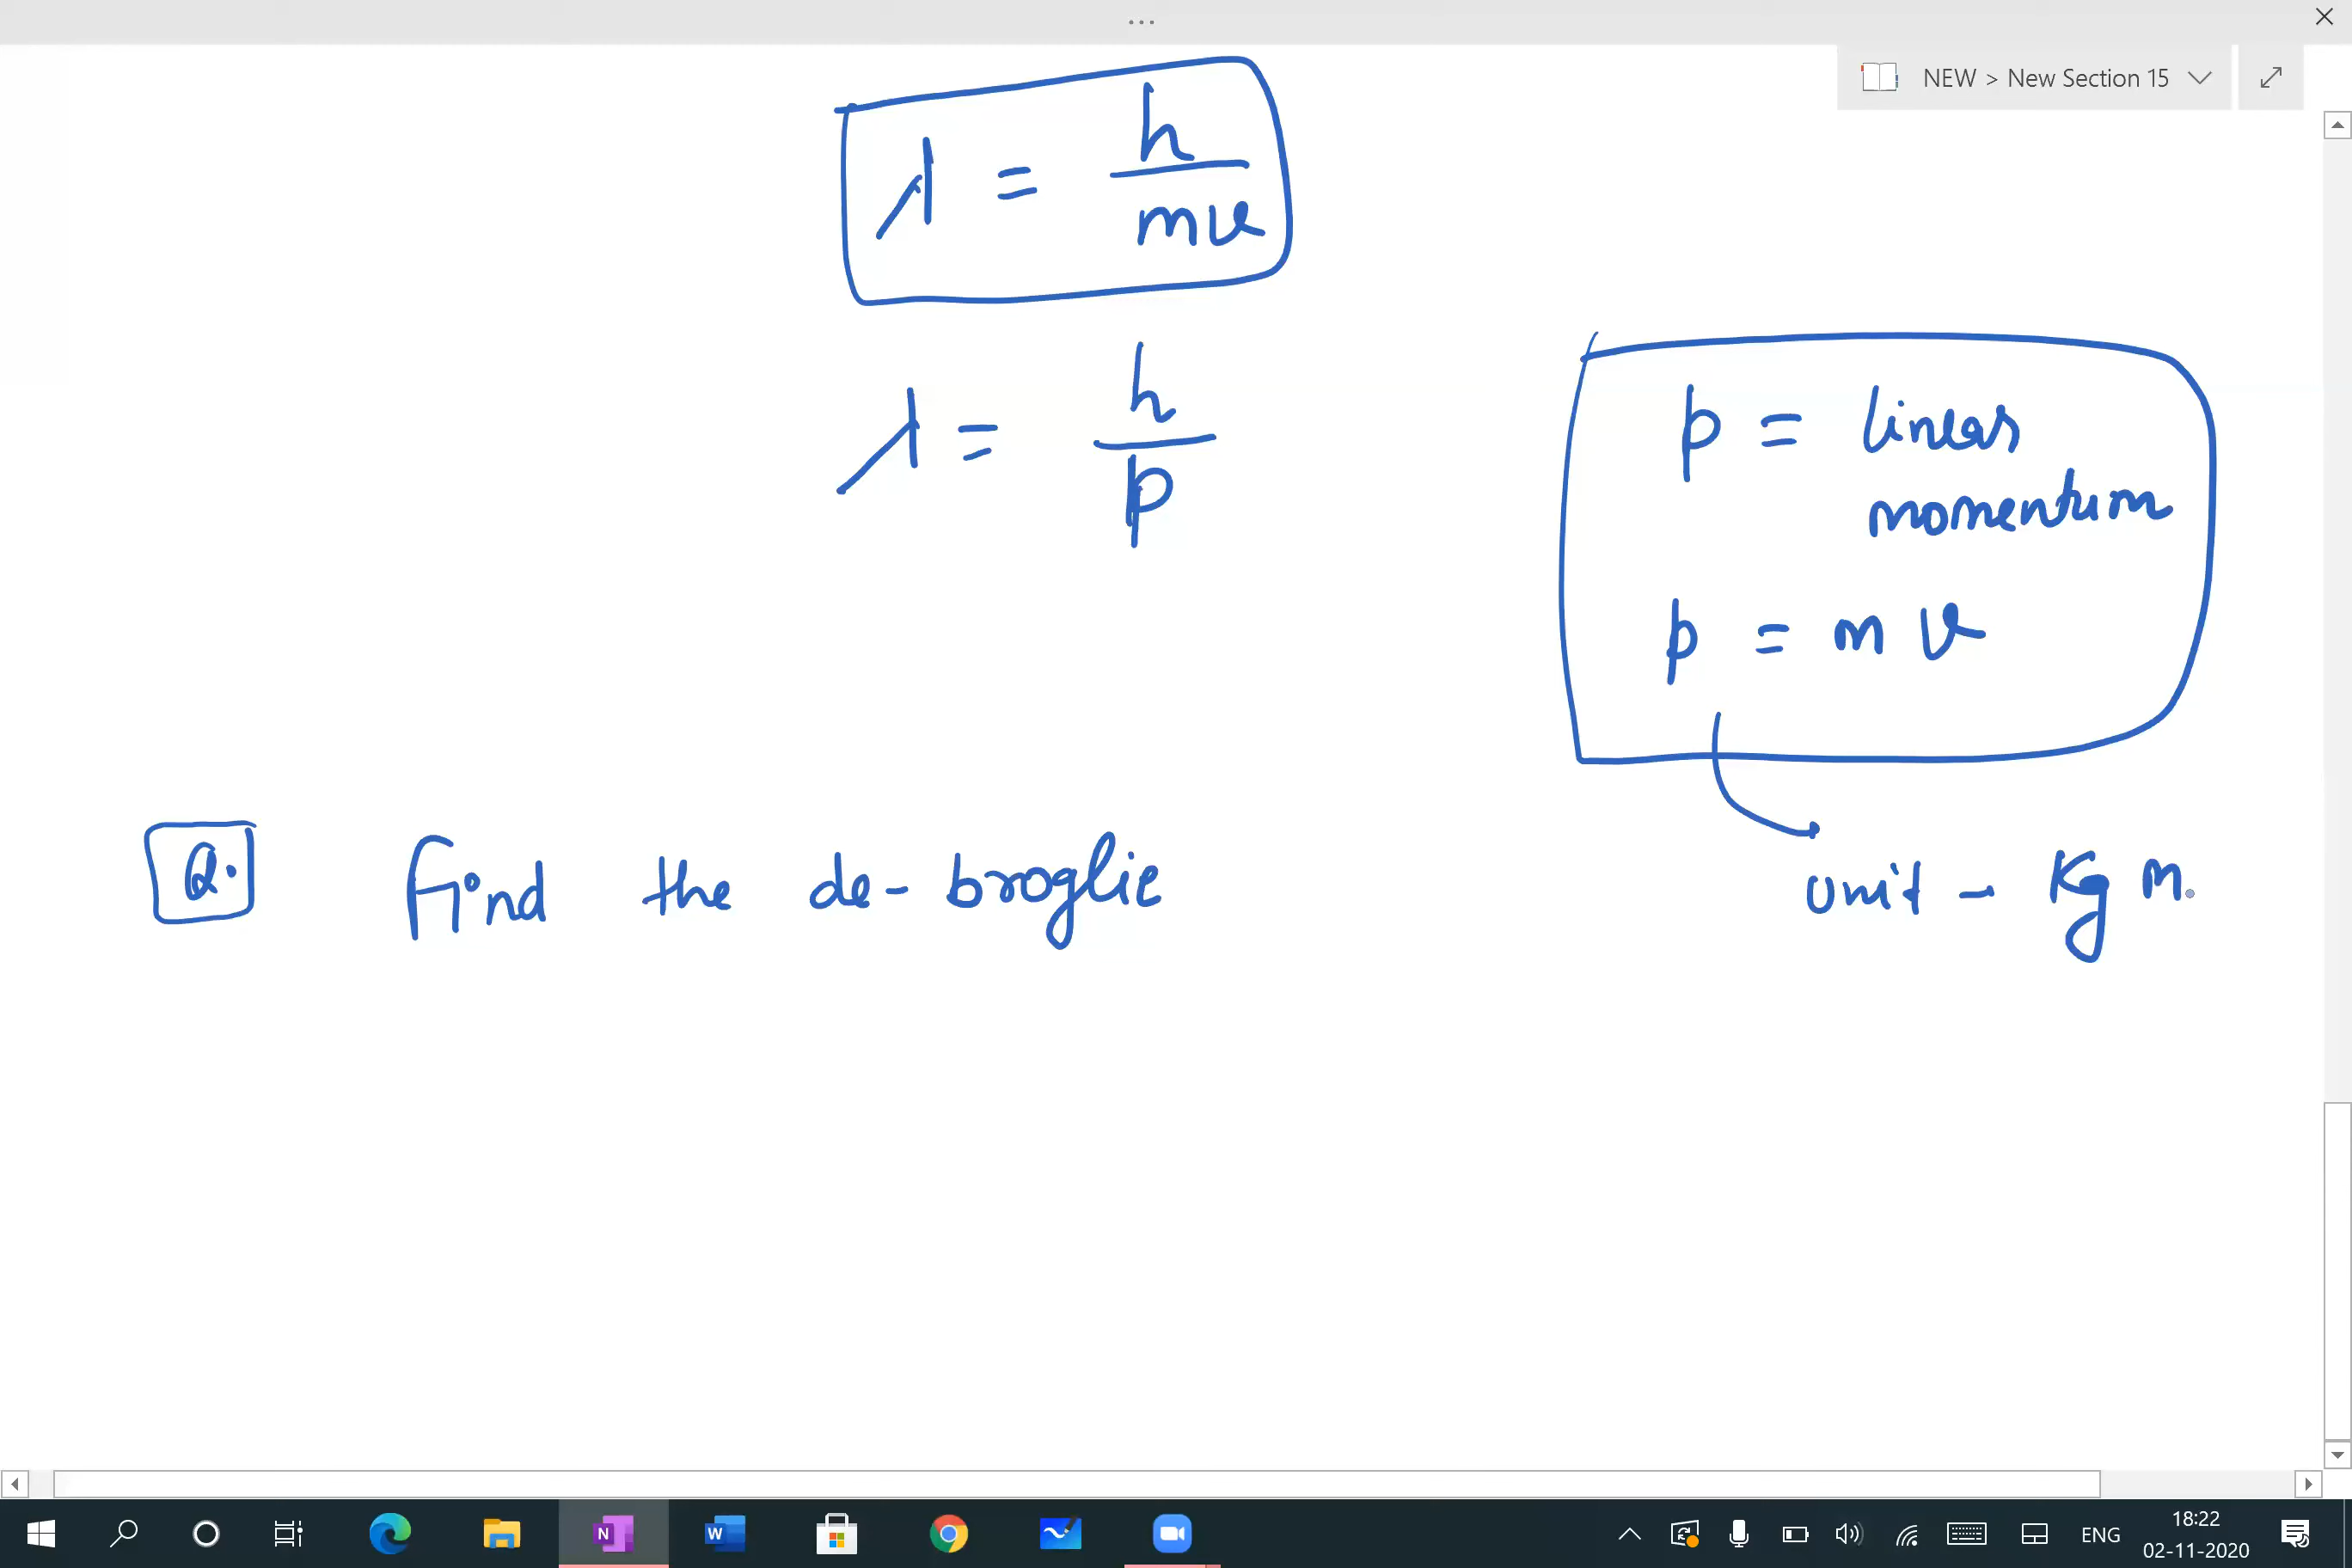 ...
NEW > New Section 15
λ = h / mv
λ = h / p
p = linear
momentum
p = mv
unit - Kg m.
Q. Find the de-broglie
ENG
18:22
02-11-2020